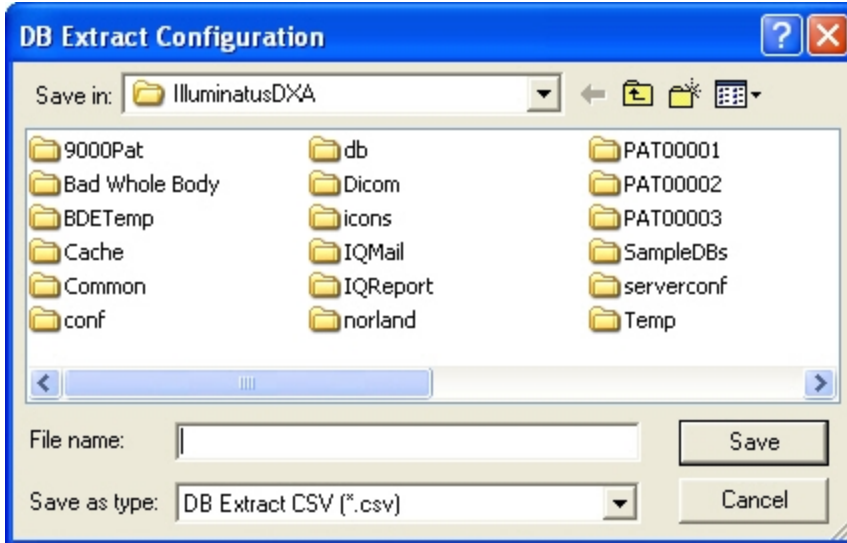 DB Extract Configuration
Save in: IlluminatusDXA
9000Pat db PAT00001
Bad Whole Body Dicom PAT00002
BDETemp icons PAT00003
Cache IQMail SampleDBs
Common IQReport serverconf
conf norland Temp
File name: Save
Save as type: DB Extract CSV (*.csv) Cancel